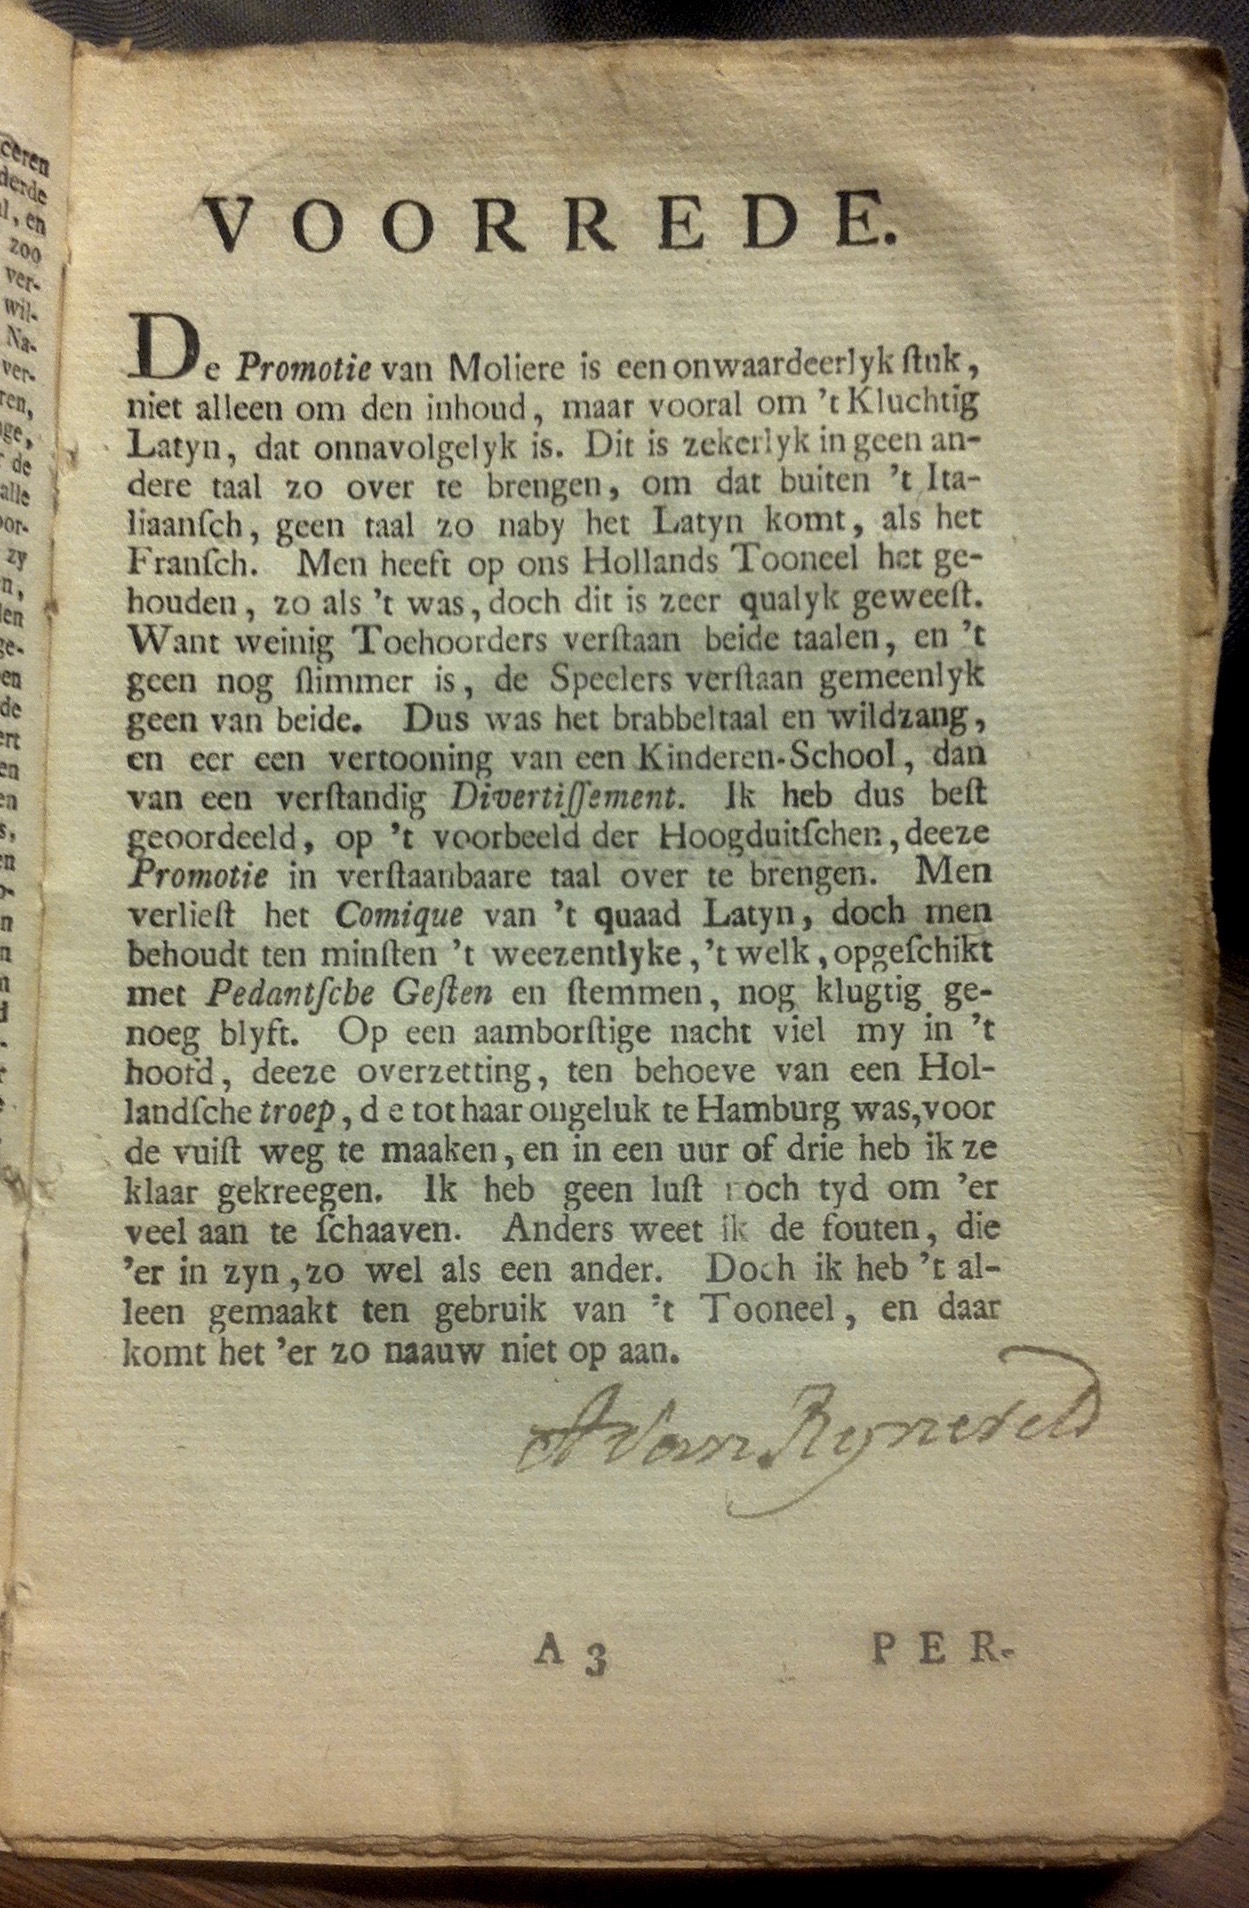 VOORREDE.
De Promotie van Moliere is een onwaardeerlyk ſtuk,
niet alleen om den inhoud, maar vooral om 't Kluchtig
Latyn, dat onnavolgelyk is. Dit is zekerlyk in geen an-
dere taal zo over te brengen, om dat buiten 't Ita-
liaanſch, geen taal zo naby het Latyn komt, als het
Franſch. Men heeft op ons Hollands Tooneel het ge-
houden, zo als 't was, doch dit is zeer qualyk geweeſt.
Want weinig Toehoorders verſtaan beide taalen, en 't
geen nog ſlimmer is, de Speelers verſtaan gemeenlyk
geen van beide. Dus was het brabbeltaal en wildzang,
en eer een vertooning van een Kinderen-School, dan
van een verſtandig Divertiſſement. Ik heb dus beſt
geoordeeld, op 't voorbeeld der Hoogduitſchen, deeze
Promotie in verſtaanbaare taal over te brengen. Men
verlieſt het Comique van 't quaad Latyn, doch men
behoudt ten minſten 't weezentlyke, 't welk, opgeſchikt
met Pedantſche Geſten en ſtemmen, nog klugtig ge-
noeg blyft. Op een aamborſtige nacht viel my in 't
hoofd, deeze overzetting, ten behoeve van een Hol-
landſche troep, d e tot haar ongeluk te Hamburg was, voor
de vuiſt weg te maaken, en in een uur of drie heb ik ze
klaar gekreegen. Ik heb geen luſt noch tyd om 'er
veel aan te ſchaaven. Anders weet ik de fouten, die
'er in zyn, zo wel als een ander. Doch ik heb 't al-
leen gemaakt ten gebruik van 't Tooneel, en daar
komt het 'er zo naauw niet op aan.
A Van Ryneveld
A 3 PER-
ceren
derde
al, en
zoo
ver-
wil-
Na-
ver-